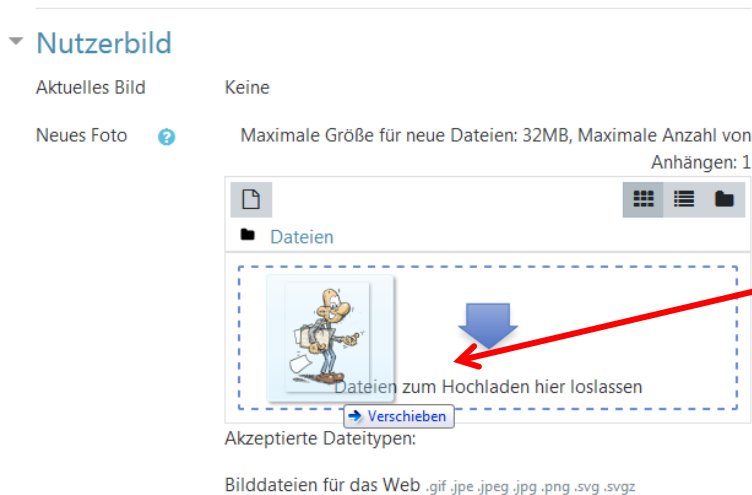 Nutzerbild
Aktuelles Bild Keine
Neues Foto ? Maximale Größe für neue Dateien: 32MB, Maximale Anzahl von
Anhängen: 1
Dateien
Dateien zum Hochladen hier loslassen
Verschieben
Akzeptierte Dateitypen:
Bilddateien für das Web .gif .jpe .jpeg .jpg .png .svg .svgz